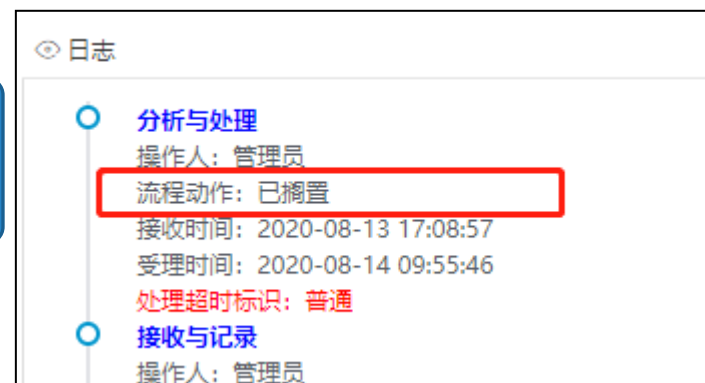 日志
分析与处理
操作人：管理员
流程动作：已搁置
接收时间：2020-08-13 17:08:57
受理时间：2020-08-14 09:55:46
处理超时标识：普通
接收与记录
操作人：管理员